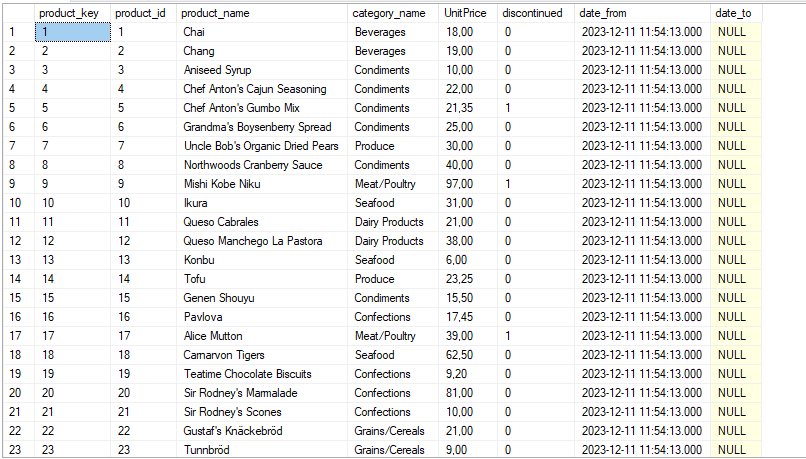 product_key product_id product_name category_name UnitPrice discontinued date_from date_to
1 1 1 Chai Beverages 18,00 0 2023-12-11 11:54:13.000 NULL
2 2 2 Chang Beverages 19,00 0 2023-12-11 11:54:13.000 NULL
3 3 3 Aniseed Syrup Condiments 10,00 0 2023-12-11 11:54:13.000 NULL
4 4 4 Chef Anton's Cajun Seasoning Condiments 22,00 0 2023-12-11 11:54:13.000 NULL
5 5 5 Chef Anton's Gumbo Mix Condiments 21,35 1 2023-12-11 11:54:13.000 NULL
6 6 6 Grandma's Boysenberry Spread Condiments 25,00 0 2023-12-11 11:54:13.000 NULL
7 7 7 Uncle Bob's Organic Dried Pears Produce 30,00 0 2023-12-11 11:54:13.000 NULL
8 8 8 Northwoods Cranberry Sauce Condiments 40,00 0 2023-12-11 11:54:13.000 NULL
9 9 9 Mishi Kobe Niku Meat/Poultry 97,00 1 2023-12-11 11:54:13.000 NULL
10 10 10 Ikura Seafood 31,00 0 2023-12-11 11:54:13.000 NULL
11 11 11 Queso Cabrales Dairy Products 21,00 0 2023-12-11 11:54:13.000 NULL
12 12 12 Queso Manchego La Pastora Dairy Products 38,00 0 2023-12-11 11:54:13.000 NULL
13 13 13 Konbu Seafood 6,00 0 2023-12-11 11:54:13.000 NULL
14 14 14 Tofu Produce 23,25 0 2023-12-11 11:54:13.000 NULL
15 15 15 Genen Shouyu Condiments 15,50 0 2023-12-11 11:54:13.000 NULL
16 16 16 Pavlova Confections 17,45 0 2023-12-11 11:54:13.000 NULL
17 17 17 Alice Mutton Meat/Poultry 39,00 1 2023-12-11 11:54:13.000 NULL
18 18 18 Carnarvon Tigers Seafood 62,50 0 2023-12-11 11:54:13.000 NULL
19 19 19 Teatime Chocolate Biscuits Confections 9,20 0 2023-12-11 11:54:13.000 NULL
20 20 20 Sir Rodney's Marmalade Confections 81,00 0 2023-12-11 11:54:13.000 NULL
21 21 21 Sir Rodney's Scones Confections 10,00 0 2023-12-11 11:54:13.000 NULL
22 22 22 Gustaf's Knäckebröd Grains/Cereals 21,00 0 2023-12-11 11:54:13.000 NULL
23 23 23 Tunnbröd Grains/Cereals 9,00 0 2023-12-11 11:54:13.000 NULL